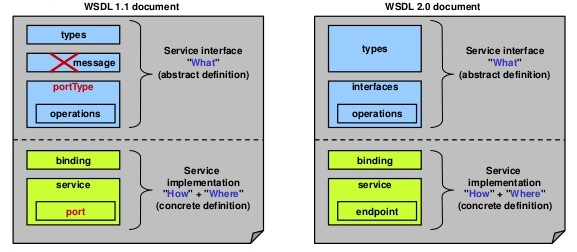 WSDL 1.1 document
types
message
portType
operations
Service interface
"What"
(abstract definition)
binding
service
port
Service
implementation
"How" + "Where"
(concrete definition)
WSDL 2.0 document
types
interfaces
operations
Service interface
"What"
(abstract definition)
binding
service
endpoint
Service
implementation
"How" + "Where"
(concrete definition)